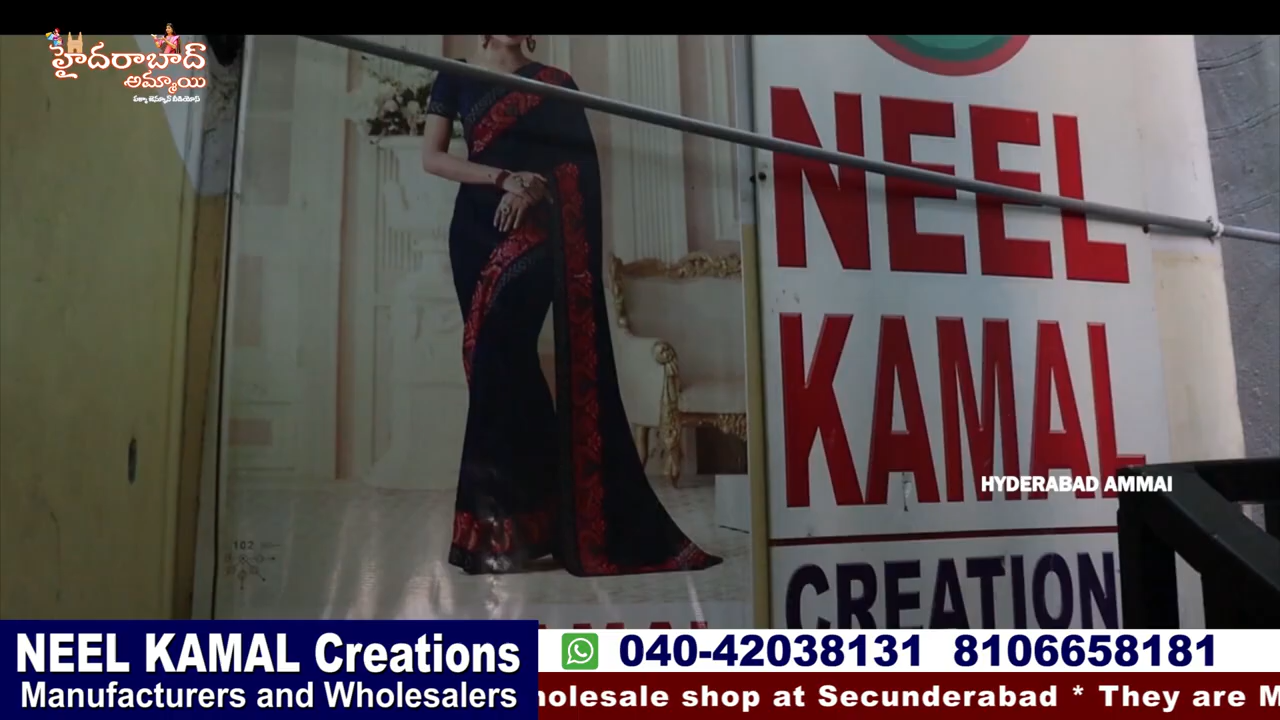 హైదరాబాద్
అమ్మాయి
NEEL
KAMAL
HYDERABAD AMMAI
CREATION
102
NEEL KAMAL Creations
Manufacturers and Wholesalers
040-42038131 8106658181
holesale shop at Secunderabad * They are M